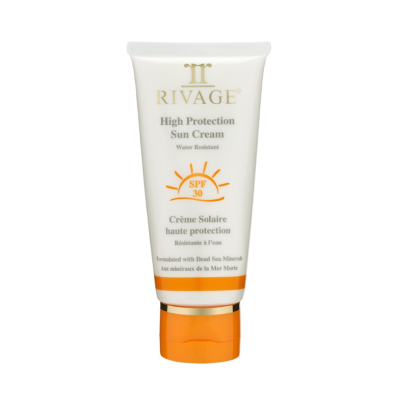 RIVAGE®
High Protection
Sun Cream
Water Resistant
SPF
30
Crème Solaire
haute protection
Résistante à l'eau
Formulated with Dead Sea Minerals
Aux minéraux de la Mer Morte